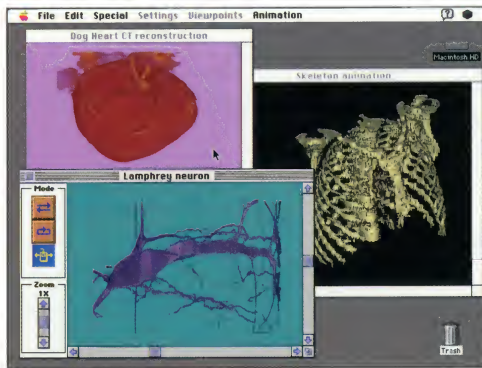 File Edit Special Settings Viewpoints Animation
Dog Heart CT reconstruction
Macintosh HD
Skeleton Animation
Lamphrey neuron
Mode
Zoom
1X
Trash